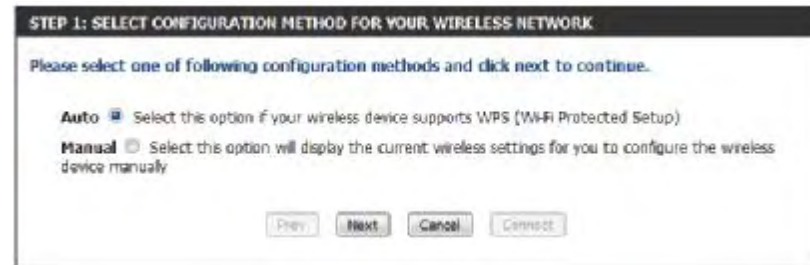 STEP 1: SELECT CONFIGURATION METHOD FOR YOUR WIRELESS NETWORK
Please select one of following configuration methods and click next to continue.
Auto Select this option if your wireless device supports WPS (Wi-Fi Protected Setup)
Manual Select this option will display the current wireless settings for you to configure the wireless
device manually
Prev Next Cancel Connect